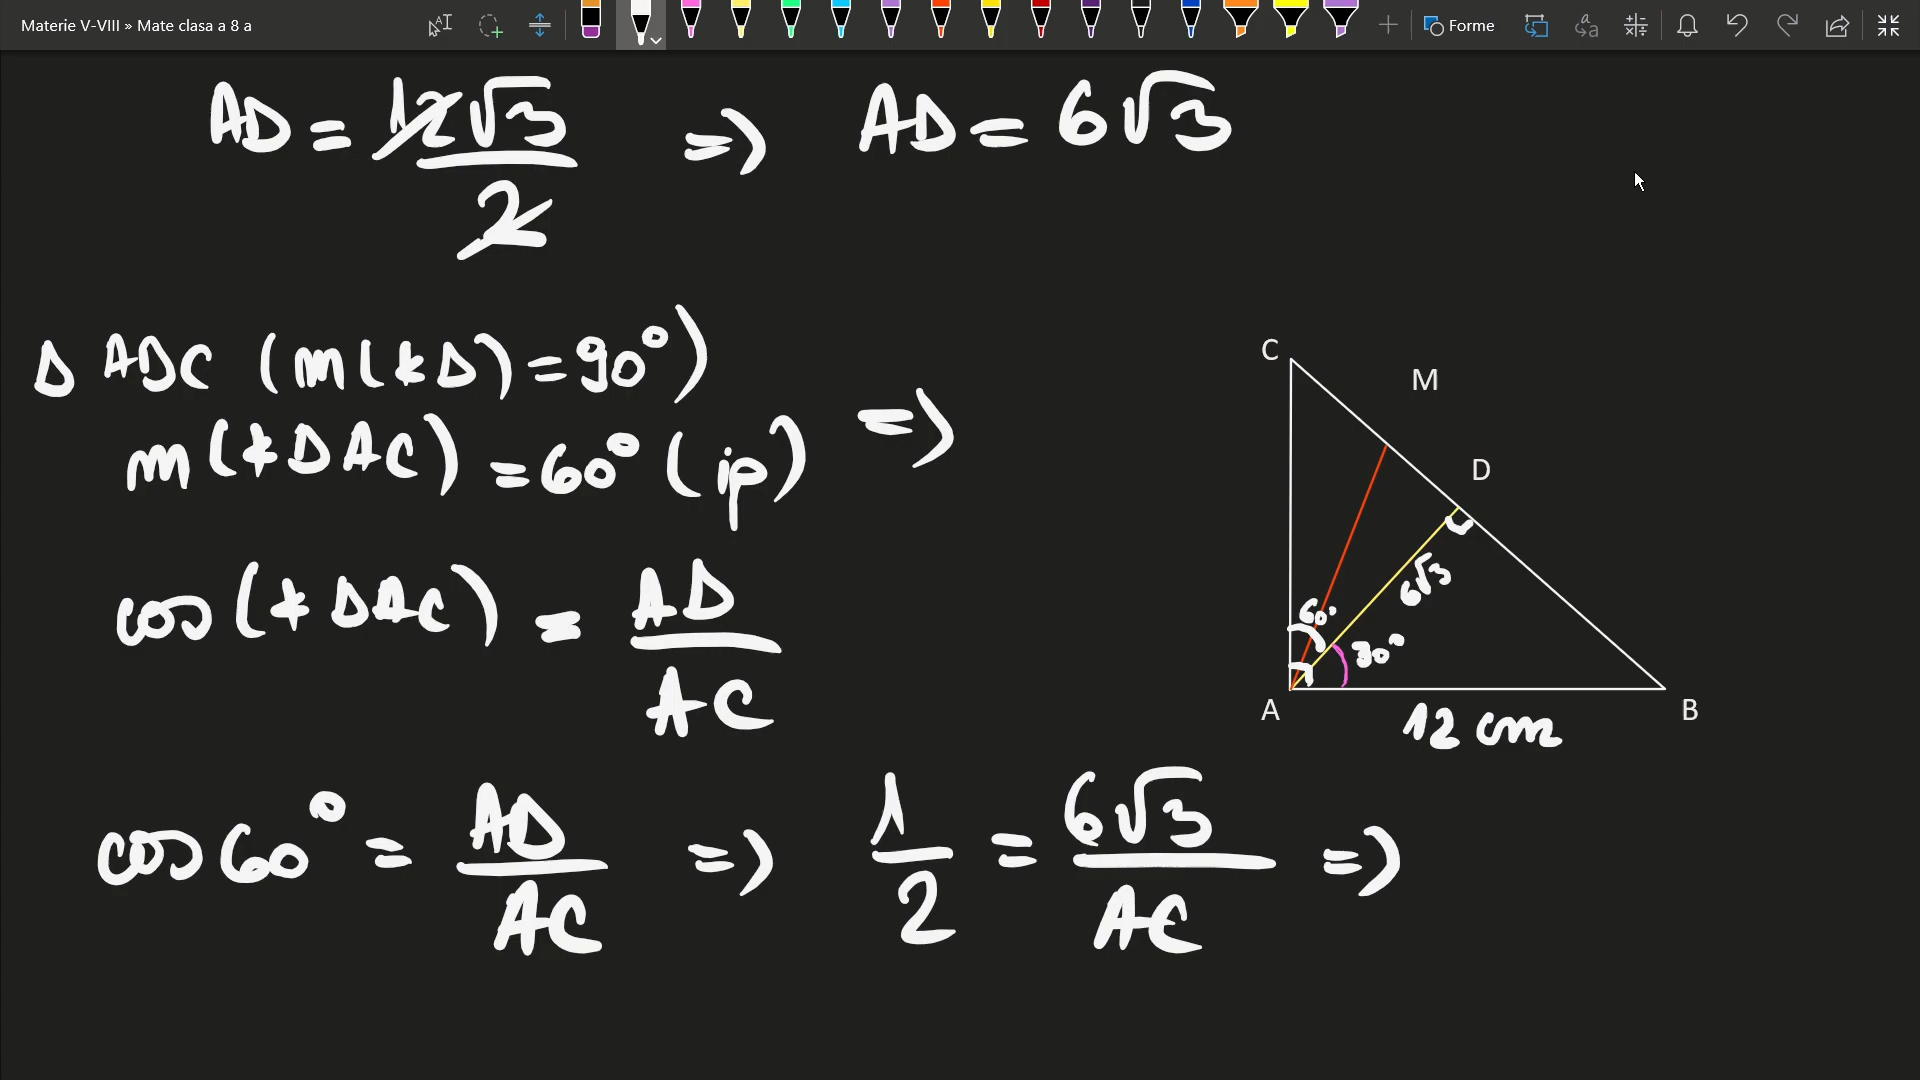 Materie V-VIII » Mate clasa a 8 a
Forme
AD = 12√3 / 2 => AD = 6√3
Δ ADC (m(∢D) = 90°)
m(∢DAC) = 60° (ip) =>
cos(∢DAC) = AD / AC
cos 60° = AD / AC => 1 / 2 = 6√3 / AC =>
C
M
D
6√3
60°
30°
A
B
12 cm